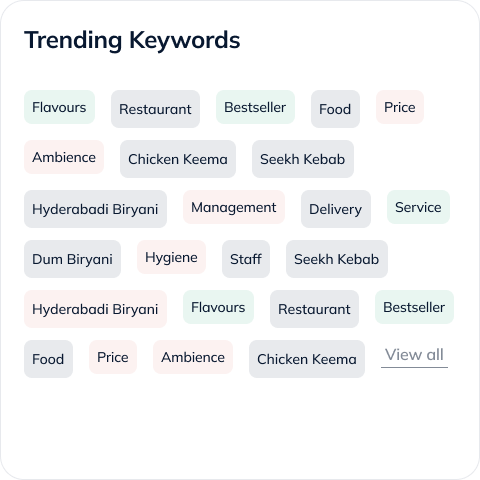 Trending Keywords
Flavours Restaurant Bestseller Food Price
Ambience Chicken Keema Seekh Kebab
Hyderabadi Biryani Management Delivery Service
Dum Biryani Hygiene Staff Seekh Kebab
Hyderabadi Biryani Flavours Restaurant Bestseller
Food Price Ambience Chicken Keema View all